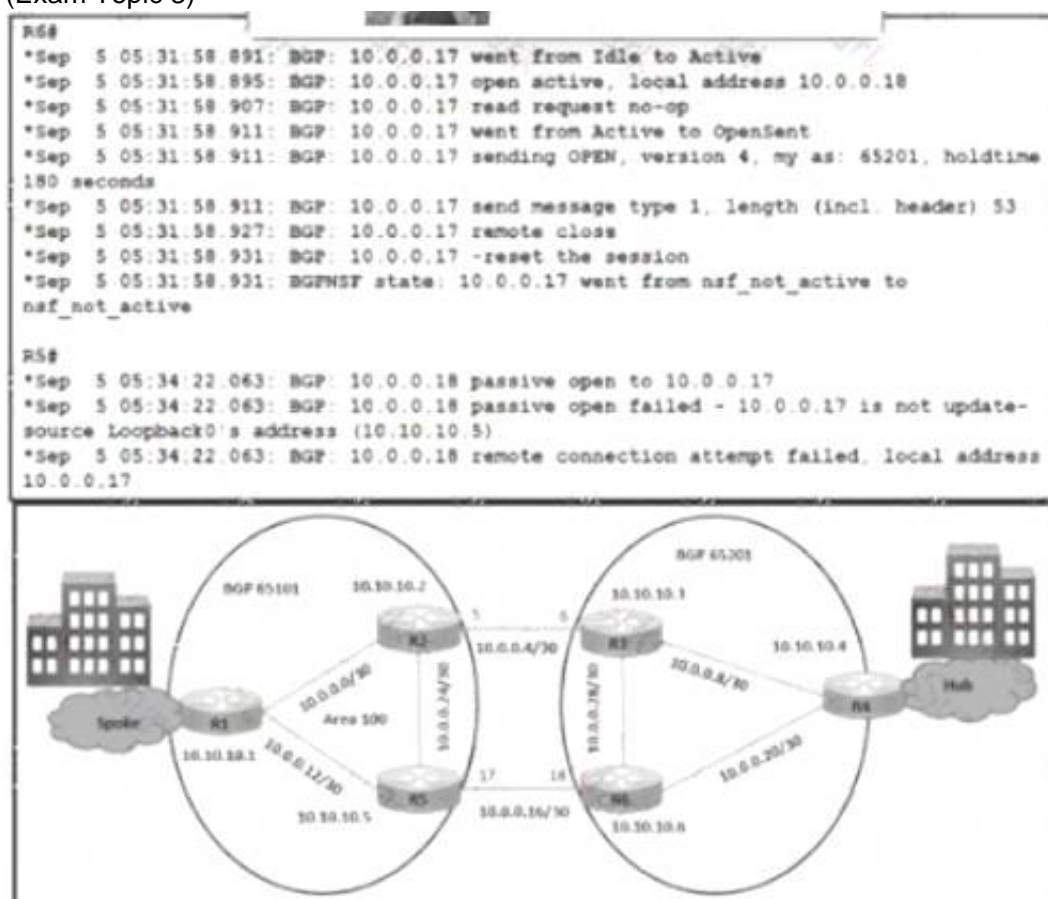 (Exam Topic 3)
R6#
*Sep 5 05:31:58.891: BGP: 10.0.0.17 went from Idle to Active
*Sep 5 05:31:58.895: BGP: 10.0.0.17 open active, local address 10.0.0.18
*Sep 5 05:31:58.907: BGP: 10.0.0.17 read request no-op
*Sep 5 05:31:58.911: BGP: 10.0.0.17 went from Active to OpenSent
*Sep 5 05:31:58.911: BGP: 10.0.0.17 sending OPEN, version 4, my as: 65201, holdtime
180 seconds
*Sep 5 05:31:58.911: BGP: 10.0.0.17 send message type 1, length (incl. header) 53
*Sep 5 05:31:58.927: BGP: 10.0.0.17 remote close
*Sep 5 05:31:58.931: BGP: 10.0.0.17 -reset the session
*Sep 5 05:31:58.931: BGPNSF state: 10.0.0.17 went from nsf_not_active to
nsf_not_active
R5#
*Sep 5 05:34:22.063: BGP: 10.0.0.18 passive open to 10.0.0.17
*Sep 5 05:34:22.063: BGP: 10.0.0.18 passive open failed - 10.0.0.17 is not update-
source Loopback0's address (10.10.10.5)
*Sep 5 05:34:22.063: BGP: 10.0.0.18 remote connection attempt failed, local address
10.0.0.17
BGP 65101
BGP 65201
10.10.10.2
10.10.10.3
10.10.10.4
5
6
R2
10.0.0.4/30
R3
10.0.0.0/30
10.0.0.24/30
10.0.0.28/30
10.0.0.8/30
Spoke
R1
Area 100
R4
Hub
10.10.10.1
10.0.0.12/30
10.0.0.20/30
17
18
R5
10.0.0.16/30
R6
10.10.10.5
10.10.10.6